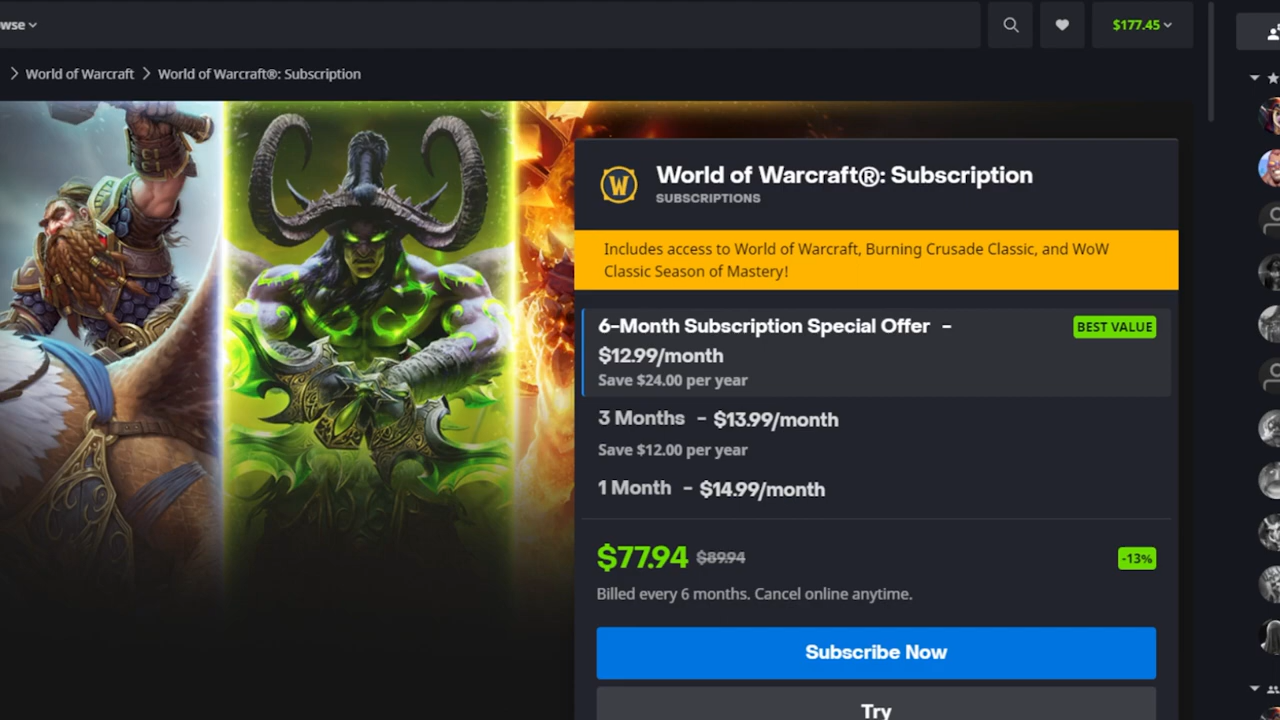 wse
$177.45
World of Warcraft World of Warcraft®: Subscription
World of Warcraft®: Subscription
SUBSCRIPTIONS
Includes access to World of Warcraft, Burning Crusade Classic, and WoW
Classic Season of Mastery!
6-Month Subscription Special Offer - BEST VALUE
$12.99/month
Save $24.00 per year
3 Months - $13.99/month
Save $12.00 per year
1 Month - $14.99/month
$77.94 $89.94 -13%
Billed every 6 months. Cancel online anytime.
Subscribe Now
Try